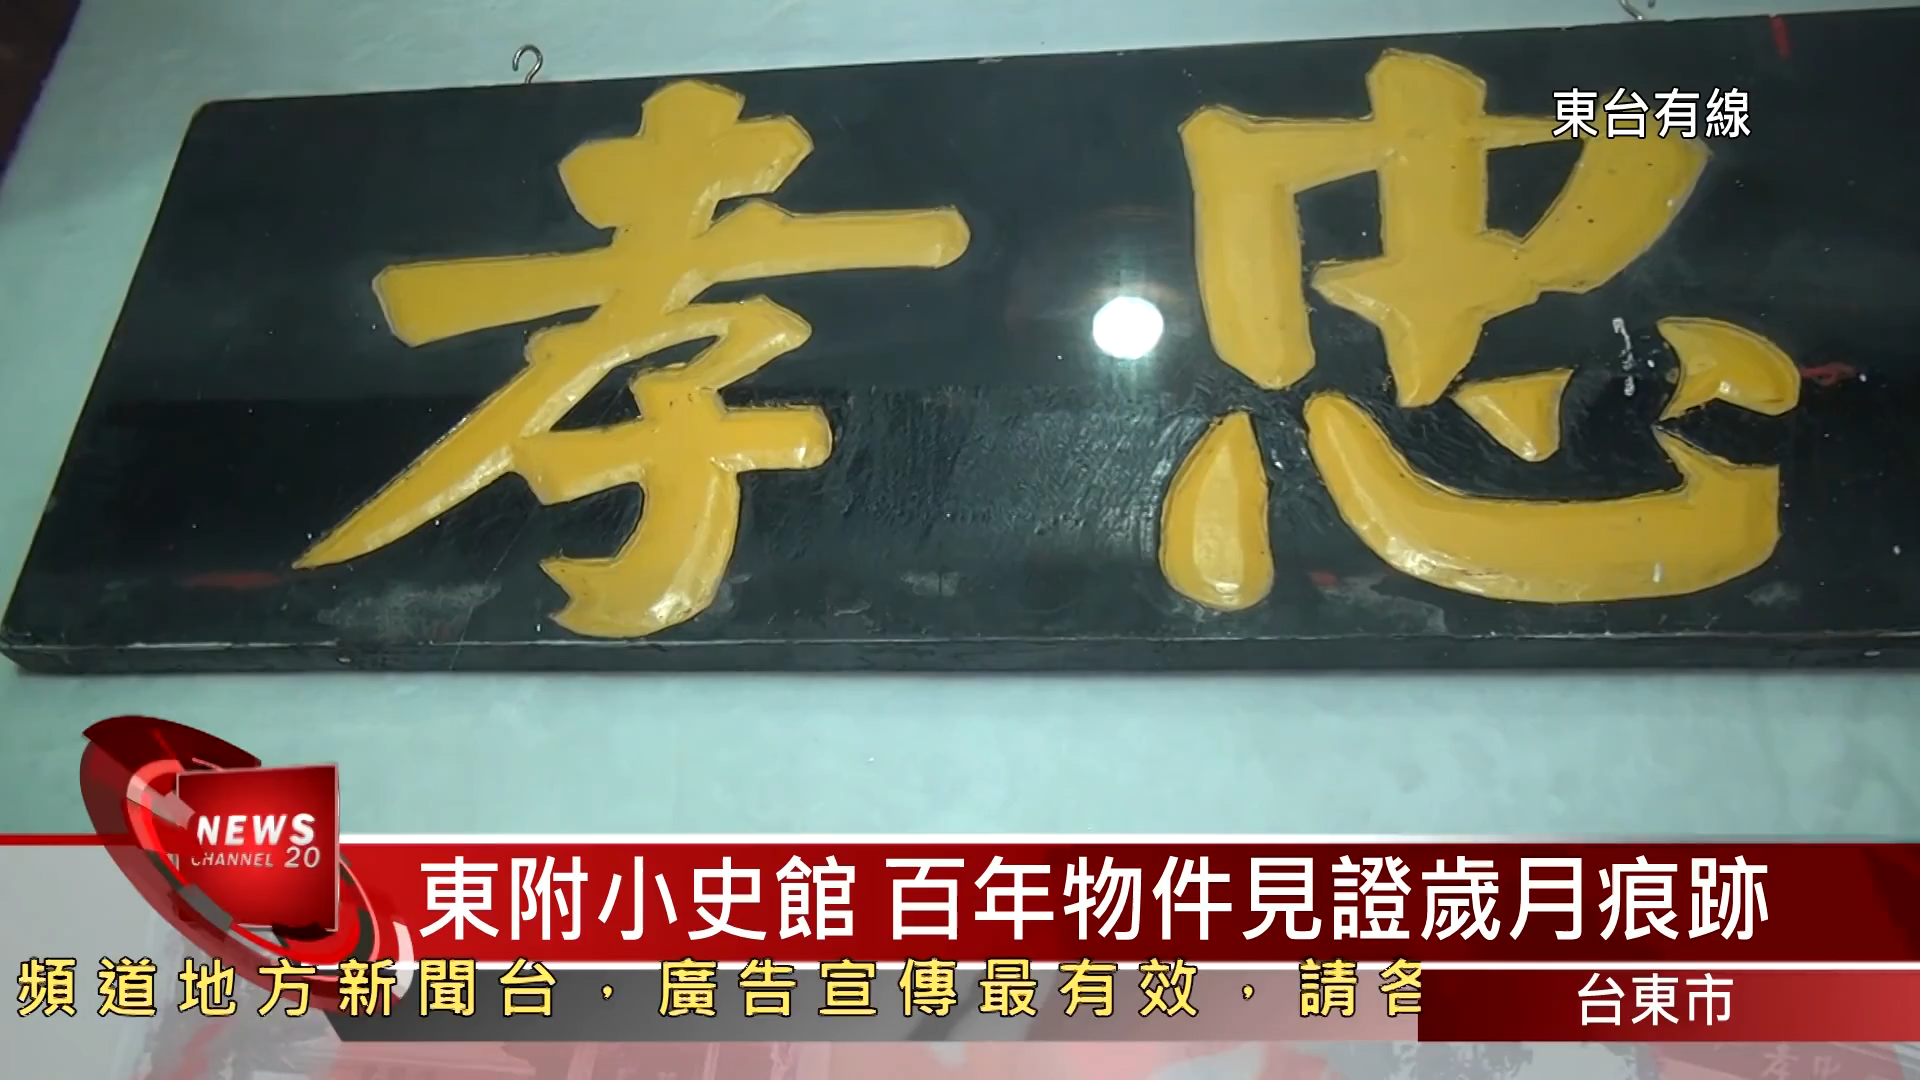 東台有線
忠孝
NEWS
CHANNEL 20
東附小史館 百年物件見證歲月痕跡
頻道地方新聞台，廣告宣傳最有效，請各
台東市